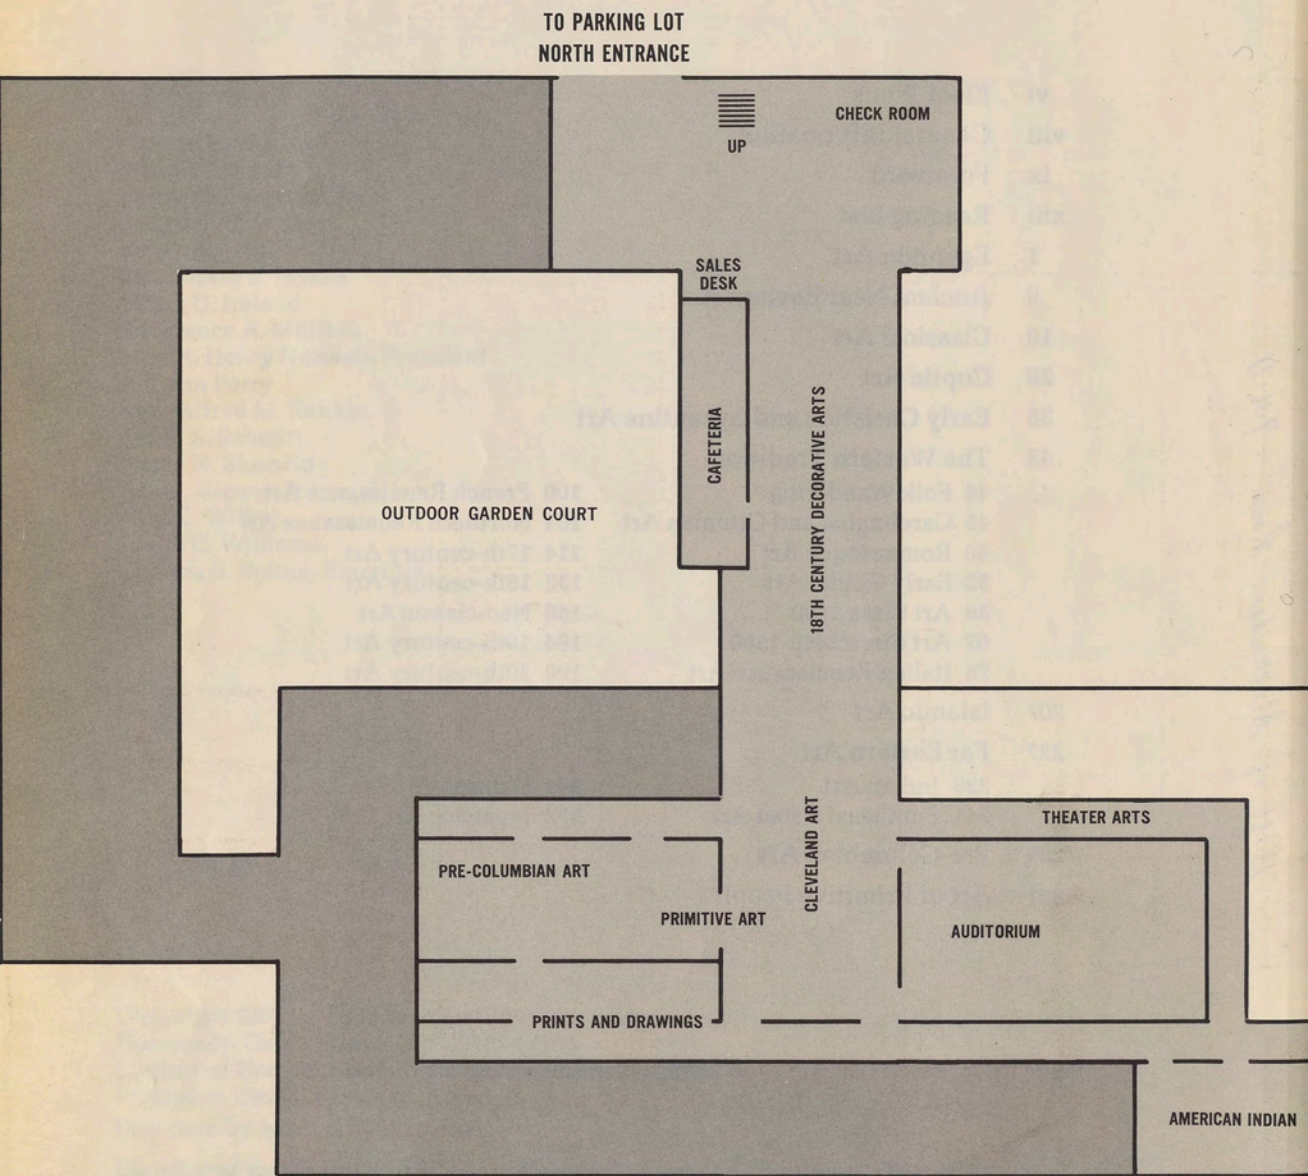 TO PARKING LOT
NORTH ENTRANCE
CHECK ROOM
UP
SALES
DESK
CAFETERIA
18TH CENTURY DECORATIVE ARTS
OUTDOOR GARDEN COURT
CLEVELAND ART
THEATER ARTS
PRE-COLUMBIAN ART
PRIMITIVE ART
AUDITORIUM
PRINTS AND DRAWINGS
AMERICAN INDIAN